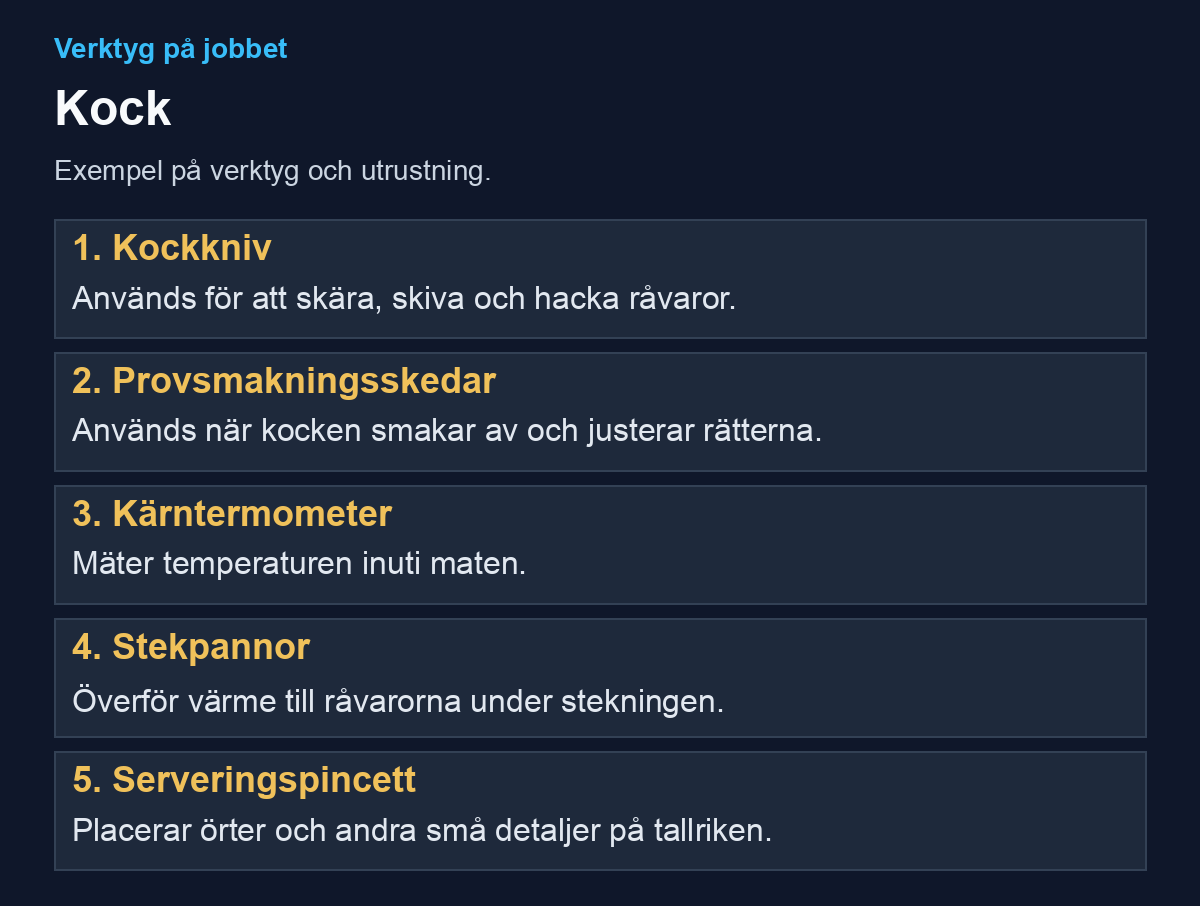 Verktyg på jobbet
Kock
Exempel på verktyg och utrustning.
1. Kockkniv
Används för att skära, skiva och hacka råvaror.
2. Provsmakningsskedar
Används när kocken smakar av och justerar rätterna.
3. Kärntermometer
Mäter temperaturen inuti maten.
4. Stekpannor
Överför värme till råvarorna under stekningen.
5. Serveringspincett
Placerar örter och andra små detaljer på tallriken.